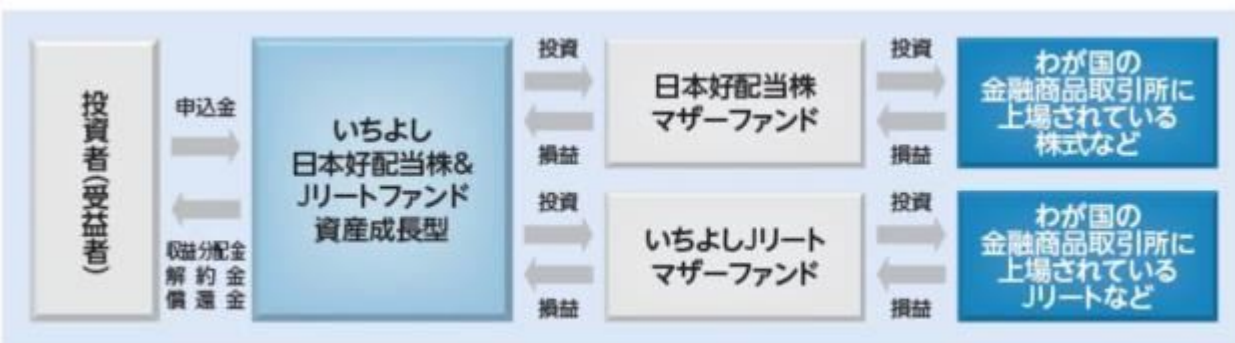 投資者(受益者)
申込金
収益分配金
解約金
償還金
いちよし
日本好配当株&
Jリートファンド
資産成長型
投資
損益
投資
損益
日本好配当株
マザーファンド
いちよしJリート
マザーファンド
投資
損益
投資
損益
わが国の
金融商品取引所に
上場されている
株式など
わが国の
金融商品取引所に
上場されている
Jリートなど